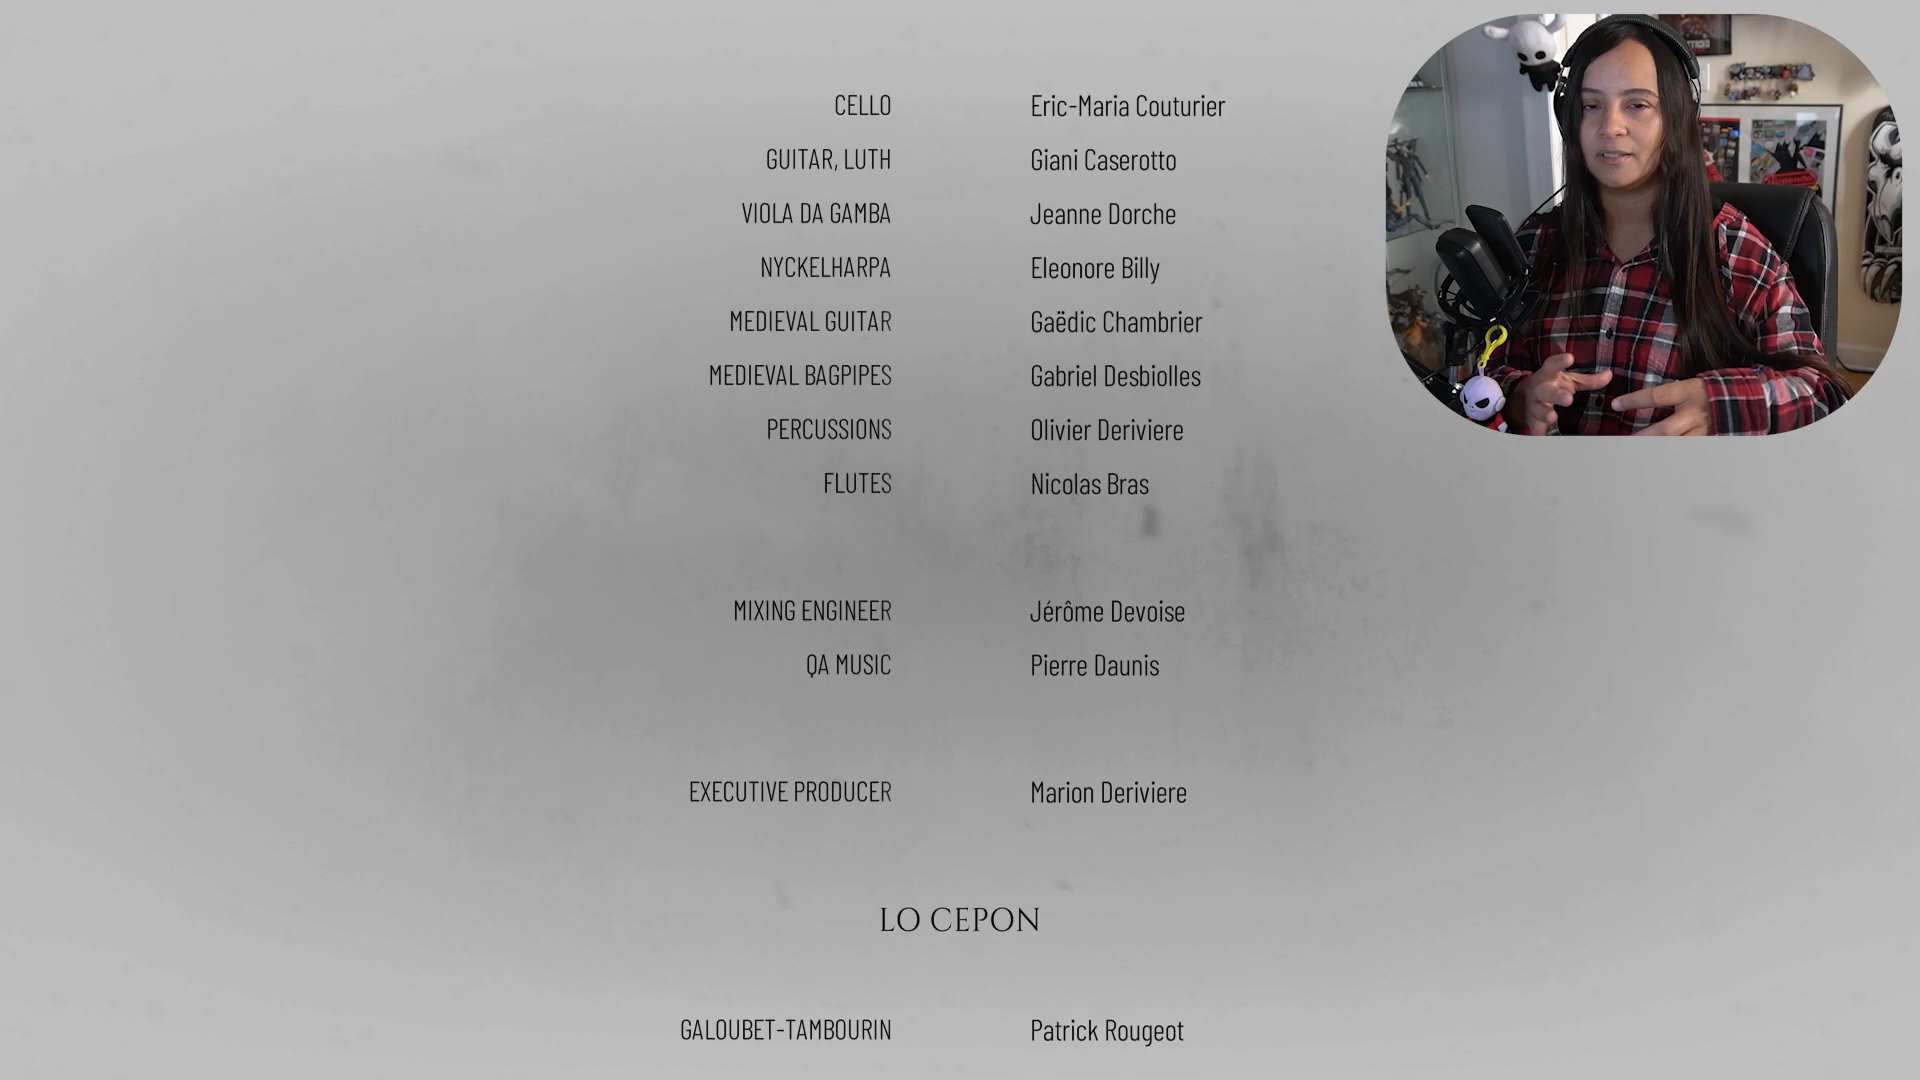 CELLO Eric-Maria Couturier
GUITAR, LUTH Giani Caserotto
VIOLA DA GAMBA Jeanne Dorche
NYCKELHARPA Eleonore Billy
MEDIEVAL GUITAR Gaëdic Chambrier
MEDIEVAL BAGPIPES Gabriel Desbiolles
PERCUSSIONS Olivier Deriviere
FLUTES Nicolas Bras
MIXING ENGINEER Jérôme Devoise
QA MUSIC Pierre Daunis
EXECUTIVE PRODUCER Marion Deriviere
LO CEPON
GALOUBET-TAMBOURIN Patrick Rougeot